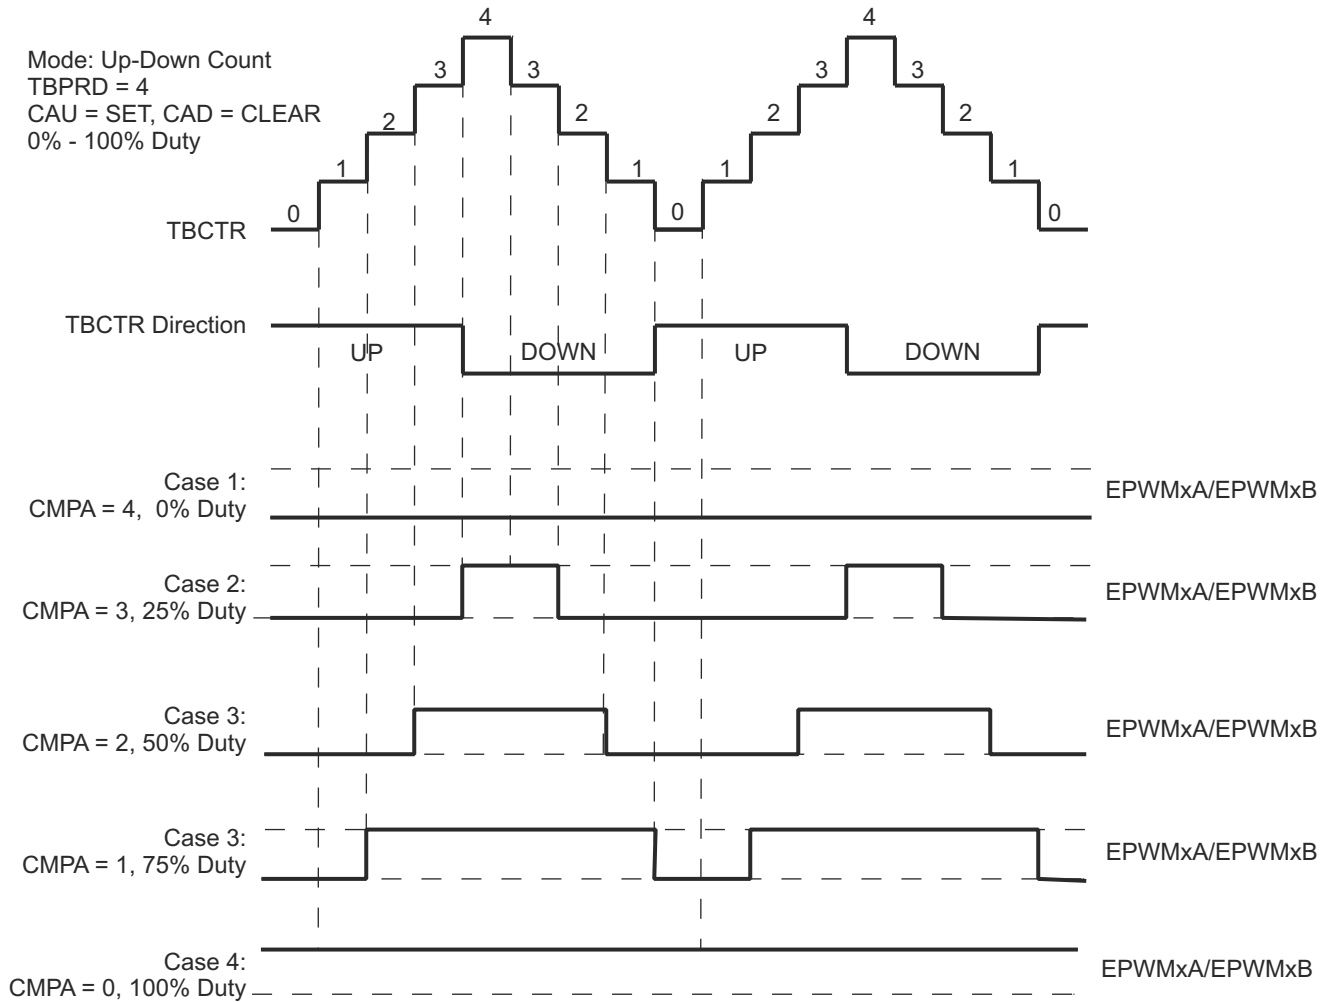 4
4
Mode: Up-Down Count
3
3
3
3
TBPRD = 4
CAU = SET, CAD = CLEAR
2
2
2
2
0% - 100% Duty
1
1
1
1
0
0
0
TBCTR
TBCTR Direction
UP
DOWN
UP
DOWN
Case 1:
CMPA = 4, 0% Duty
EPWMxA/EPWMxB
Case 2:
CMPA = 3, 25% Duty
EPWMxA/EPWMxB
Case 3:
CMPA = 2, 50% Duty
EPWMxA/EPWMxB
Case 3:
CMPA = 1, 75% Duty
EPWMxA/EPWMxB
Case 4:
CMPA = 0, 100% Duty
EPWMxA/EPWMxB